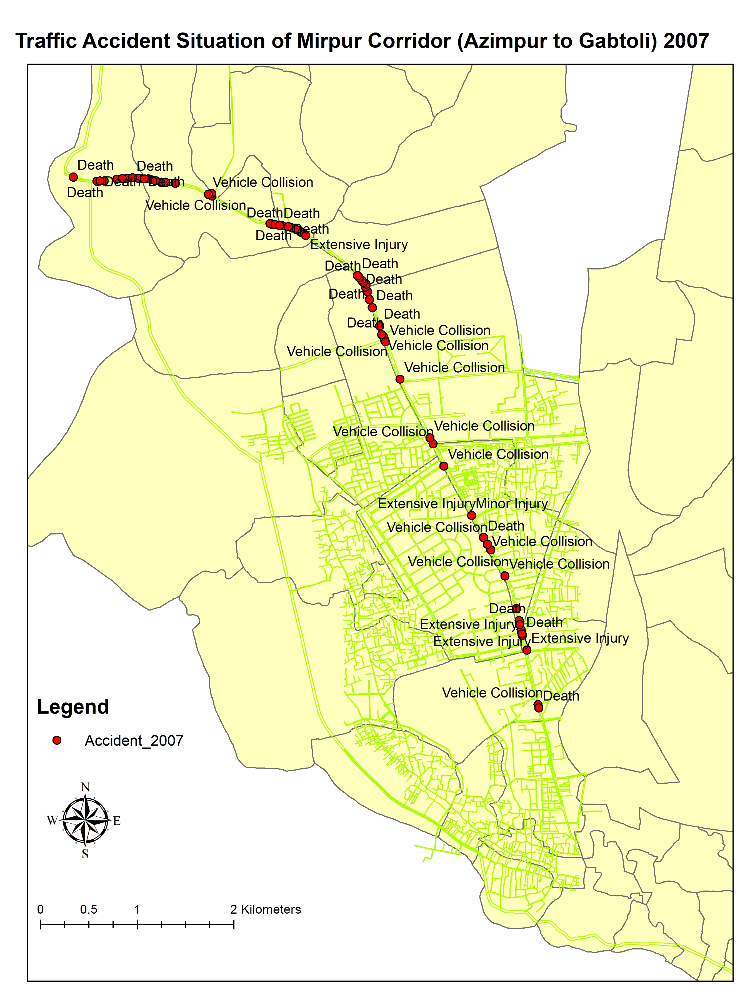 Traffic Accident Situation of Mirpur Corridor (Azimpur to Gabtoli) 2007
Death
Death
Death
Death
Death
Vehicle Collision
Vehicle Collision
Death
Death
Death
Death
Extensive Injury
Death
Death
Death
Death
Death
Death
Death
Vehicle Collision
Vehicle Collision
Vehicle Collision
Vehicle Collision
Vehicle Collision
Vehicle Collision
Vehicle Collision
Extensive Injury
Minor Injury
Vehicle Collision
Death
Vehicle Collision
Vehicle Collision
Vehicle Collision
Death
Death
Extensive Injury
Extensive Injury
Extensive Injury
Vehicle Collision
Death
Legend
Accident_2007
N
W E
S
0 0.5 1 2 Kilometers